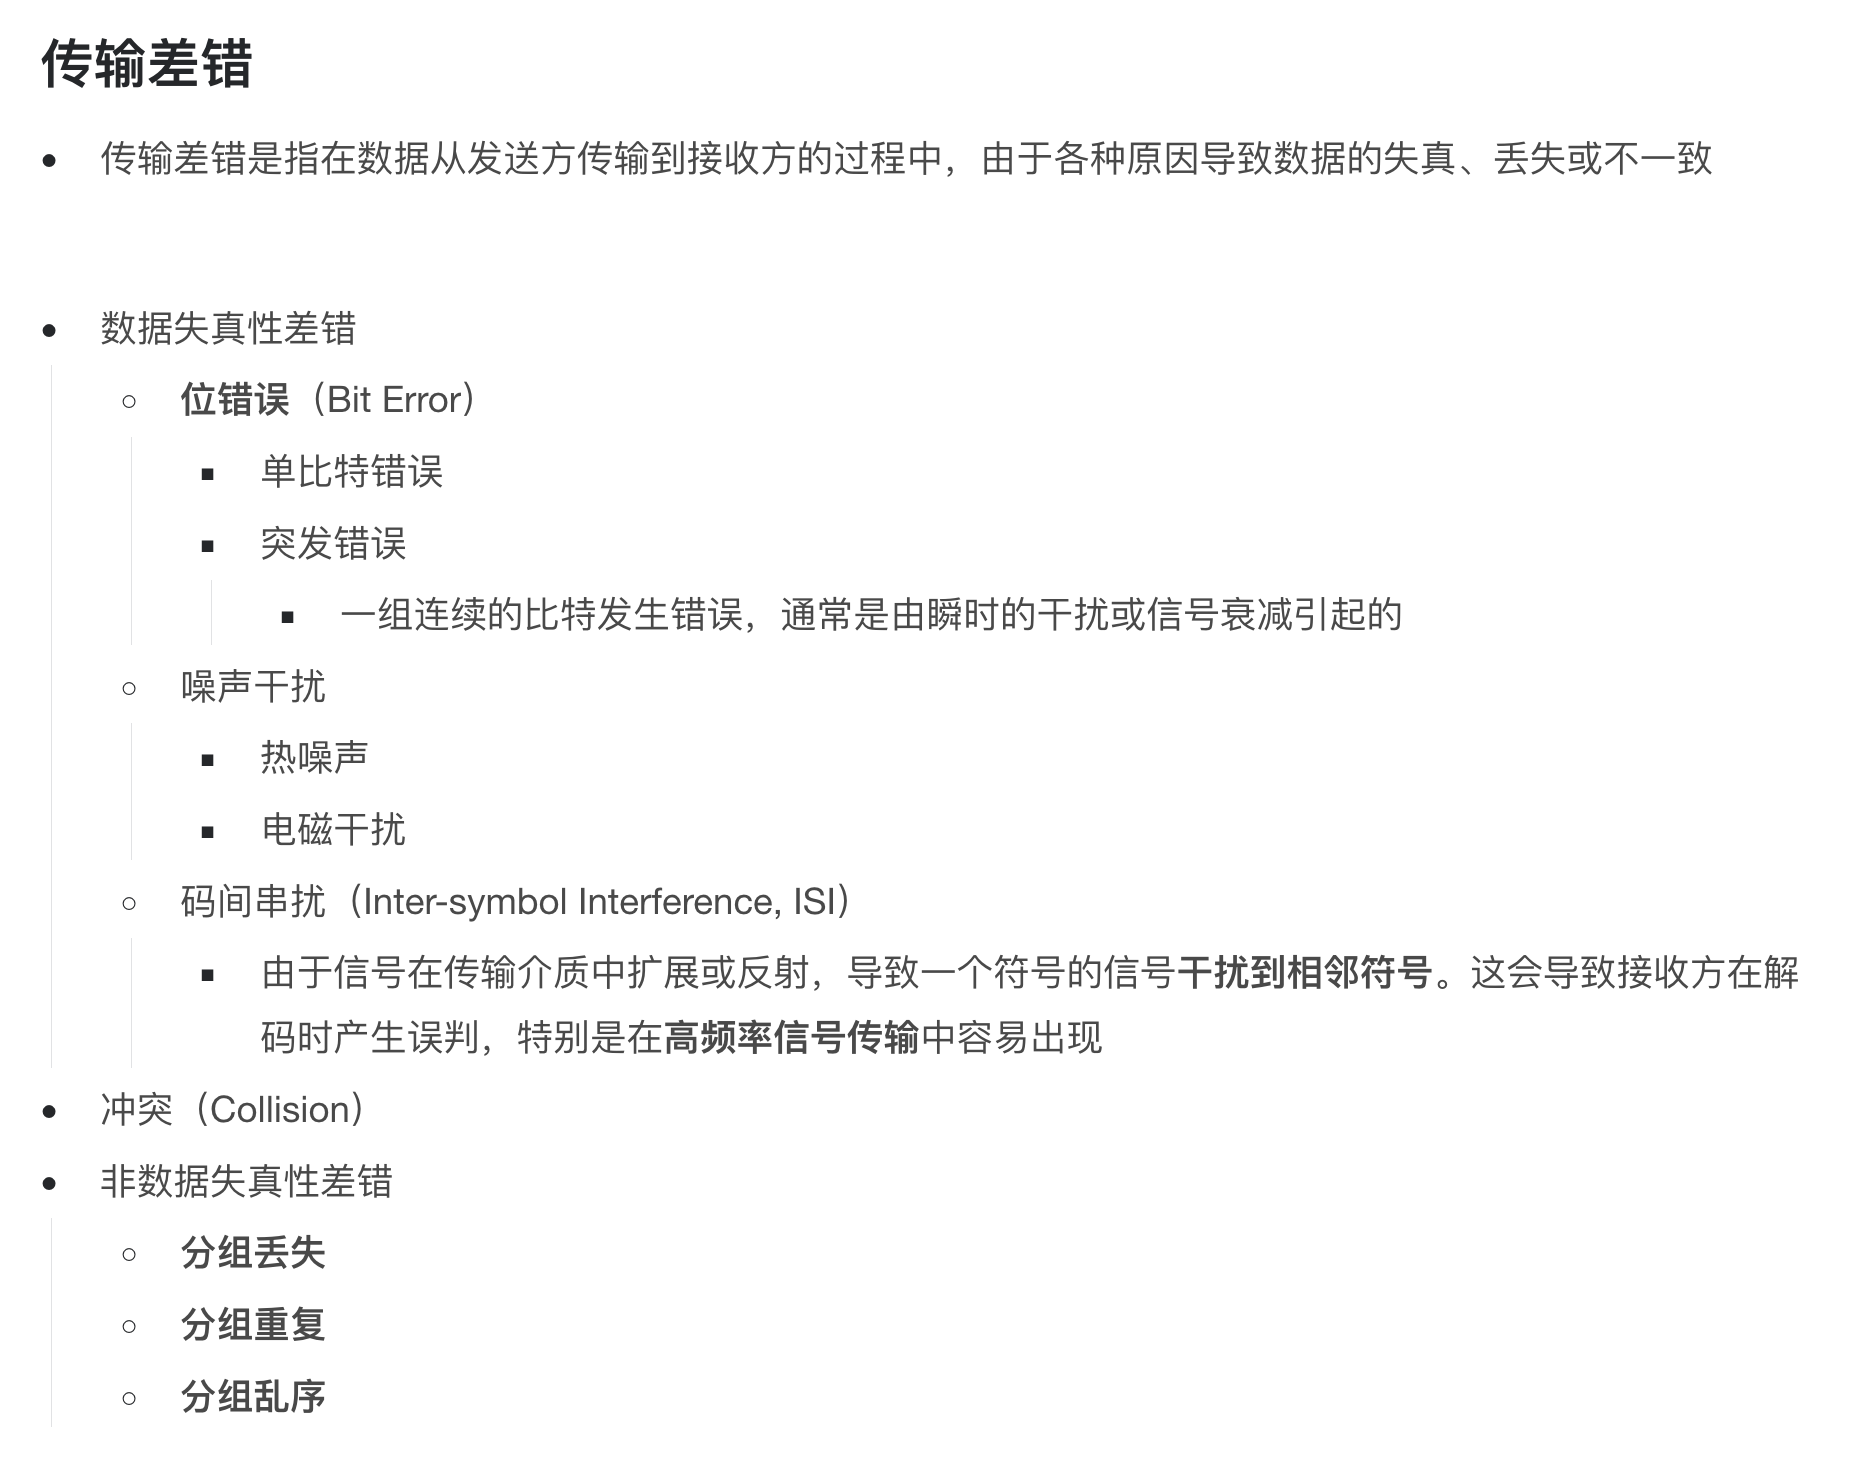 传输差错
传输差错是指在数据从发送方传输到接收方的过程中，由于各种原因导致数据的失真、丢失或不一致
数据失真性差错
位错误（Bit Error）
单比特错误
突发错误
一组连续的比特发生错误，通常是由瞬时的干扰或信号衰减引起的
噪声干扰
热噪声
电磁干扰
码间串扰（Inter-symbol Interference, ISI）
由于信号在传输介质中扩展或反射，导致一个符号的信号干扰到相邻符号。这会导致接收方在解
码时产生误判，特别是在高频率信号传输中容易出现
冲突（Collision）
非数据失真性差错
分组丢失
分组重复
分组乱序